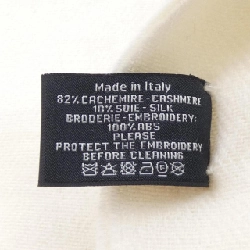 Made in Italy
82% CACHEMIRE - CASHMERE
18% SOIE - SILK
BRODERIE - EMBROIDERY:
100% ABS
PLEASE
PROTECT THE EMBROIDERY
BEFORE CLEANING